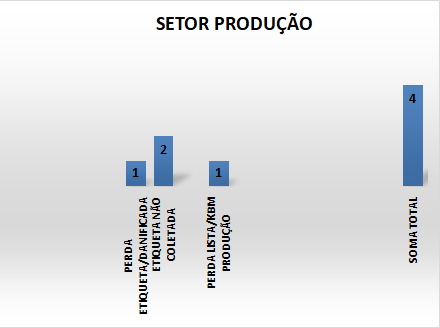 SETOR PRODUÇÃO
1
2
1
4
PERDA
ETIQUETA/DANIFICADA
ETIQUETA NÃO
COLETADA
PERDA LISTA/KBM
PRODUÇÃO
SOMA TOTAL